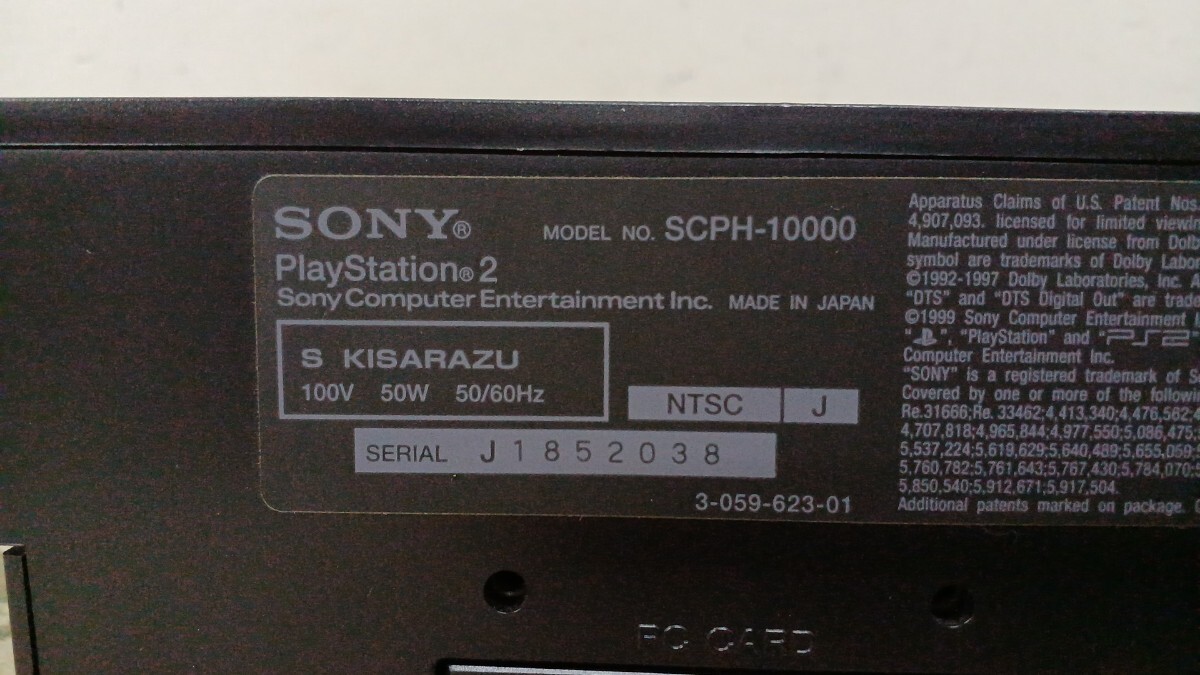 SONY®
MODEL NO. SCPH-10000
PlayStation® 2
Sony Computer Entertainment Inc. MADE IN JAPAN
S KISARAZU
100V 50W 50/60Hz
NTSC J
SERIAL J1852038
3-059-623-01
Apparatus Claims of U.S. Patent Nos.
4,907,093. licensed for limited viewin
Manufactured under license from Dolb
symbol are trademarks of Dolby Labor
©1992-1997 Dolby Laboratories, Inc. A
"DTS" and "DTS Digital Out" are trad
©1999 Sony Computer Entertainment I
" ", "PlayStation" and "PS2
Computer Entertainment Inc.
"SONY" is a registered trademark of S
Covered by one or more of the followi
Re.31666;Re. 33462;4,413,340;4,476,562;
4,707,818;4,965,844;4,977,550;5,086,475;
5,537,224;5,619,629;5,640,489;5,655,059;
5,760,782;5,761,643;5,767,430;5,784,070;
5,850,540;5,912,671;5,917,504.
Additional patents marked on package.
PC CARD